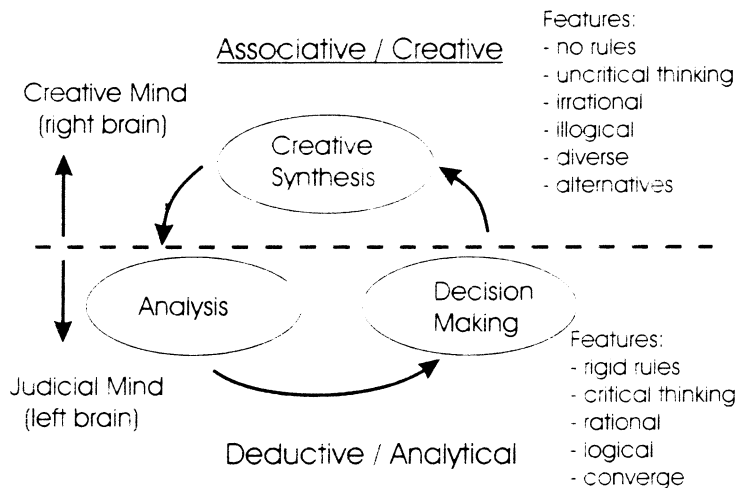 Features:
- no rules
- uncritical thinking
- irrational
- illogical
- diverse
- alternatives
Associative / Creative
Creative Mind
(right brain)
Creative
Synthesis
Analysis
Decision
Making
Judicial Mind
(left brain)
Features:
- rigid rules
- critical thinking
- rational
- logical
- converge
Deductive / Analytical